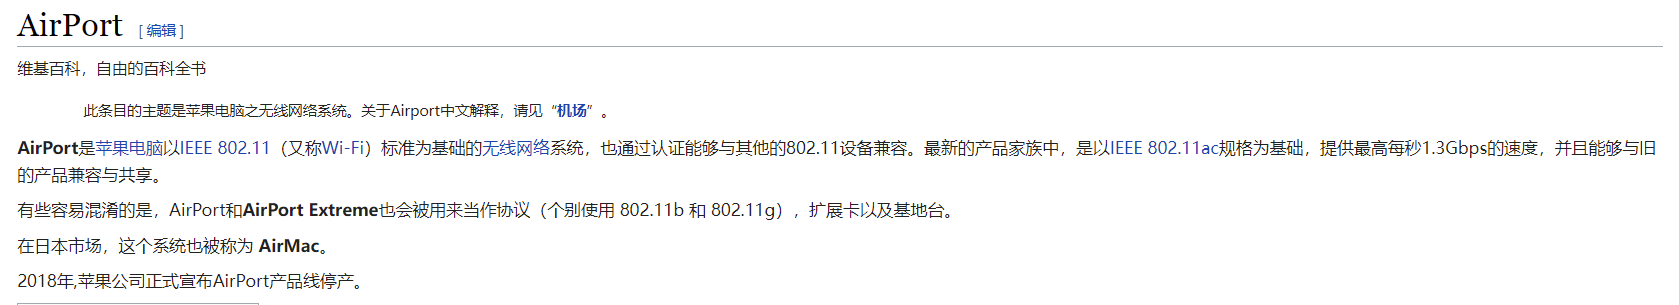 AirPort [ 编辑 ]
维基百科，自由的百科全书
此条目的主题是苹果电脑之无线网络系统。关于Airport中文解释，请见“机场”。
AirPort是苹果电脑以IEEE 802.11（又称Wi-Fi）标准为基础的无线网络系统，也通过认证能够与其他的802.11设备兼容。最新的产品家族中，是以IEEE 802.11ac规格为基础，提供最高每秒1.3Gbps的速度，并且能够与旧
的产品兼容与共享。
有些容易混淆的是，AirPort和AirPort Extreme也会被用来当作协议（个别使用 802.11b 和 802.11g），扩展卡以及基地台。
在日本市场，这个系统也被称为 AirMac。
2018年,苹果公司正式宣布AirPort产品线停产。